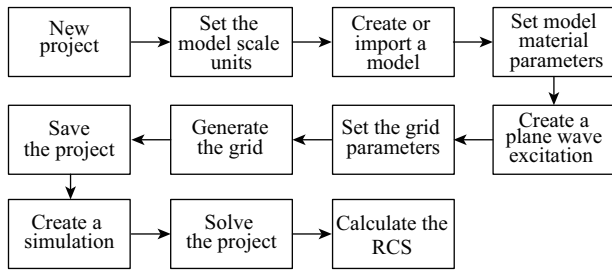 New
project
Set the
model scale
units
Create or
import a
model
Set model
material
parameters
Create a
plane wave
excitation
Set the grid
parameters
Generate
the grid
Save
the project
Create a
simulation
Solve
the project
Calculate the
RCS